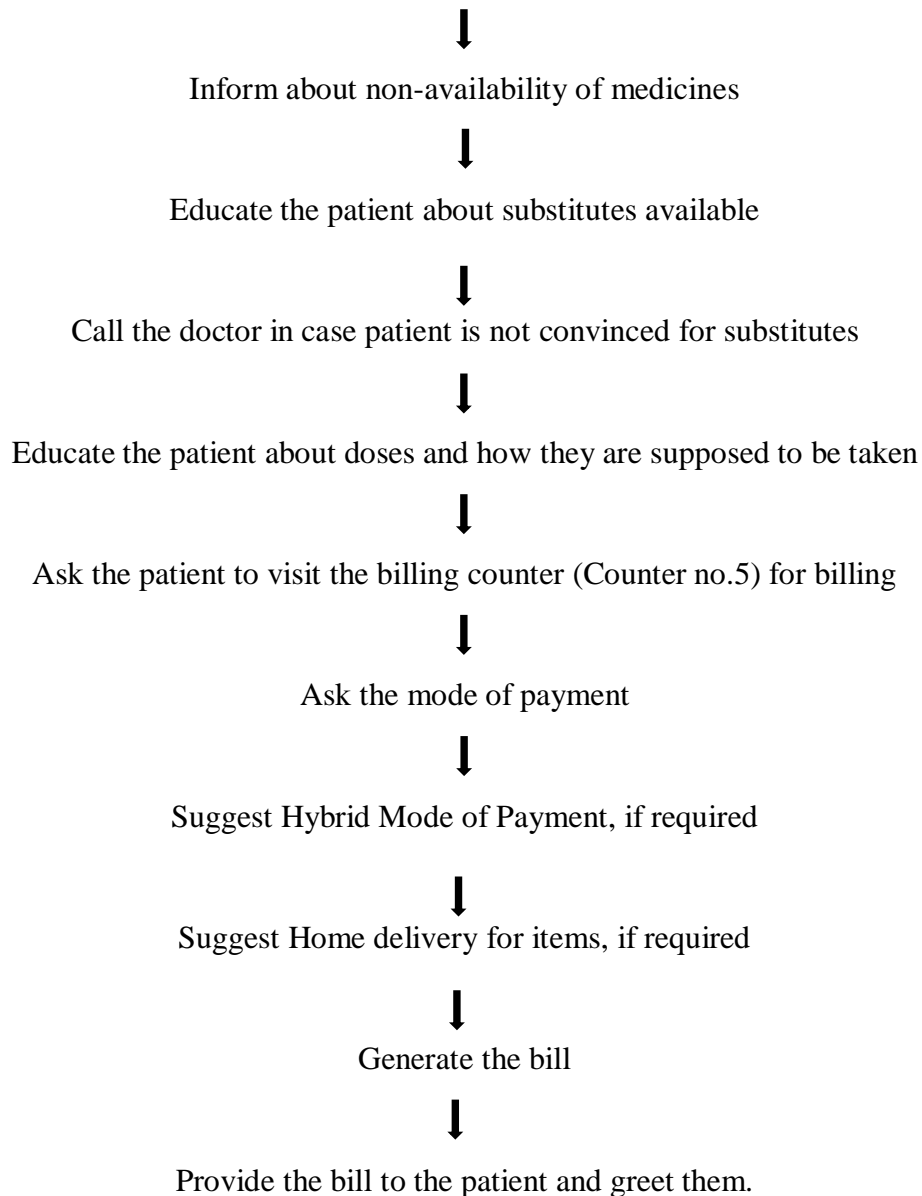 Inform about non-availability of medicines
Educate the patient about substitutes available
Call the doctor in case patient is not convinced for substitutes
Educate the patient about doses and how they are supposed to be taken
Ask the patient to visit the billing counter (Counter no.5) for billing
Ask the mode of payment
Suggest Hybrid Mode of Payment, if required
Suggest Home delivery for items, if required
Generate the bill
Provide the bill to the patient and greet them.